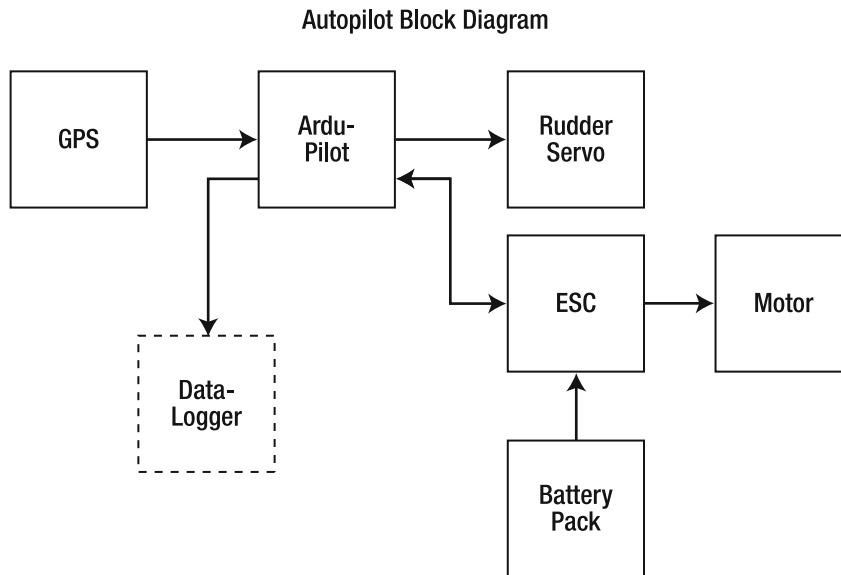 Autopilot Block Diagram
GPS
Ardu-
Pilot
Rudder
Servo
ESC
Motor
Data-
Logger
Battery
Pack